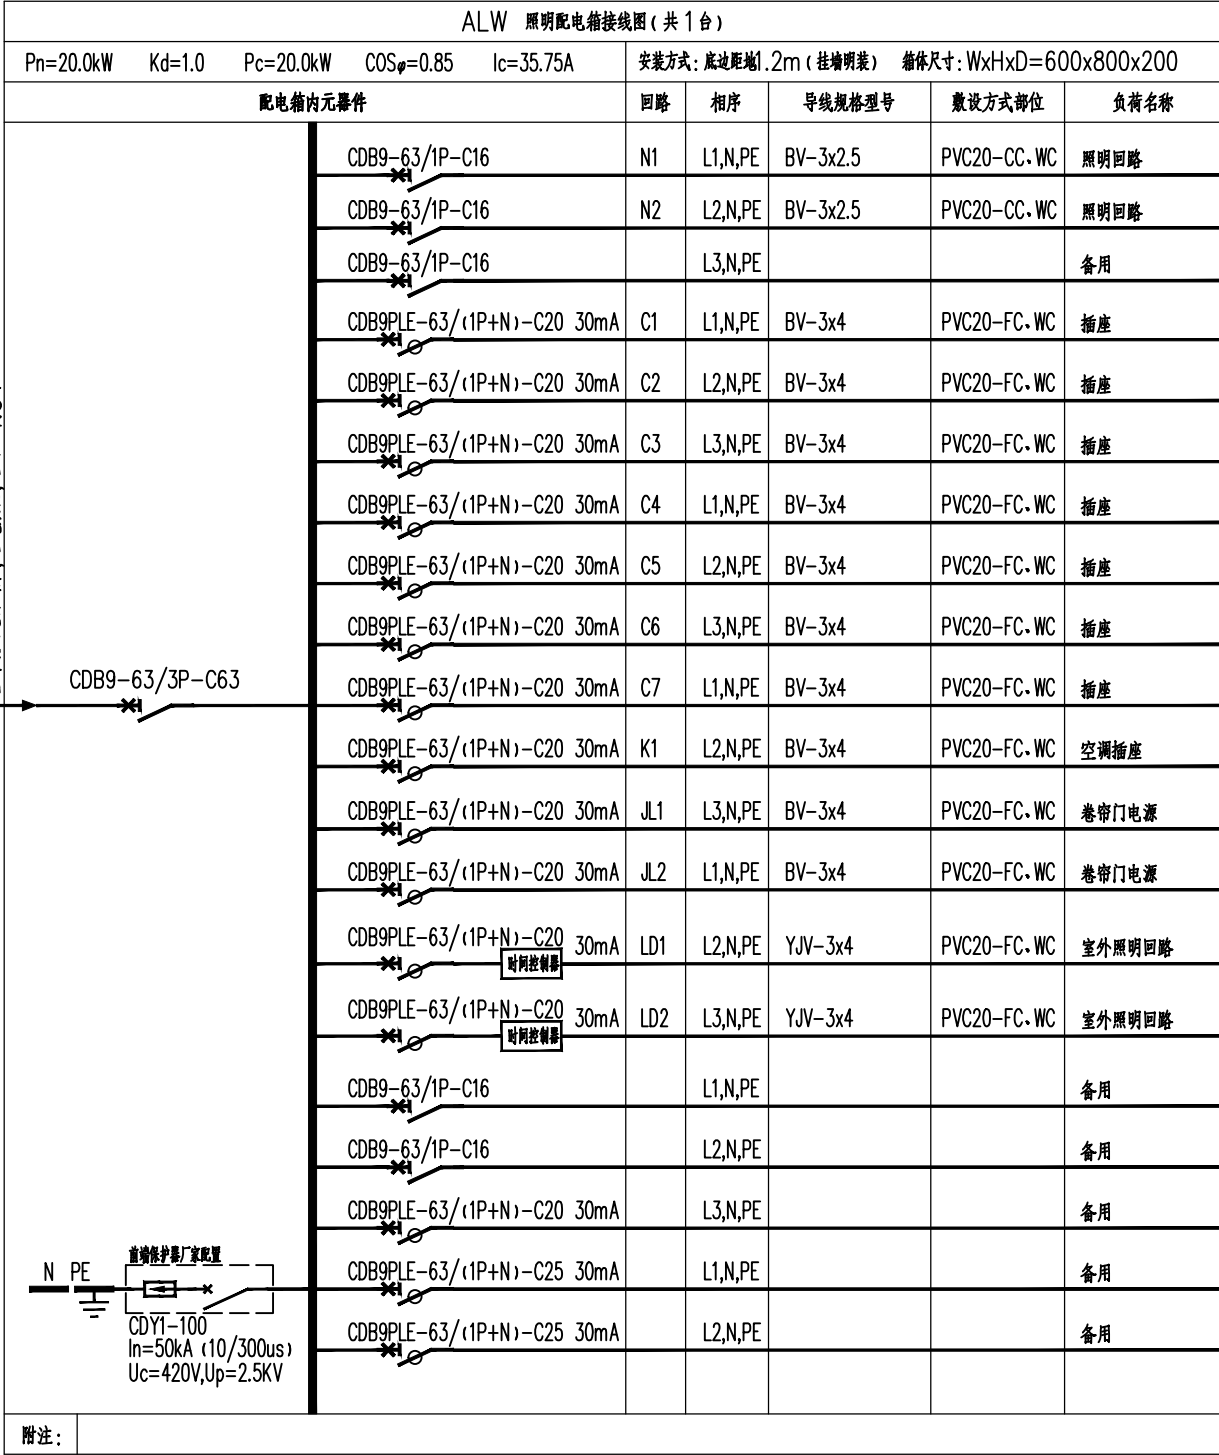 ALW 照明配电箱接线图(共1台)
Pn=20.0kW Kd=1.0 Pc=20.0kW COSφ=0.85 Ic=35.75A 安装方式:底边距地1.2m(挂墙明装) 箱体尺寸:WxHxD=600x800x200
配电箱内元器件 回路 相序 导线规格型号 敷设方式部位 负荷名称
CDB9-63/1P-C16 N1 L1,N,PE BV-3x2.5 PVC20-CC.WC 照明回路
CDB9-63/1P-C16 N2 L2,N,PE BV-3x2.5 PVC20-CC.WC 照明回路
CDB9-63/1P-C16 L3,N,PE 备用
CDB9PLE-63/(1P+N)-C20 30mA C1 L1,N,PE BV-3x4 PVC20-FC.WC 插座
CDB9PLE-63/(1P+N)-C20 30mA C2 L2,N,PE BV-3x4 PVC20-FC.WC 插座
CDB9PLE-63/(1P+N)-C20 30mA C3 L3,N,PE BV-3x4 PVC20-FC.WC 插座
CDB9PLE-63/(1P+N)-C20 30mA C4 L1,N,PE BV-3x4 PVC20-FC.WC 插座
CDB9PLE-63/(1P+N)-C20 30mA C5 L2,N,PE BV-3x4 PVC20-FC.WC 插座
CDB9PLE-63/(1P+N)-C20 30mA C6 L3,N,PE BV-3x4 PVC20-FC.WC 插座
CDB9-63/3P-C63
CDB9PLE-63/(1P+N)-C20 30mA C7 L1,N,PE BV-3x4 PVC20-FC.WC 插座
CDB9PLE-63/(1P+N)-C20 30mA K1 L2,N,PE BV-3x4 PVC20-FC.WC 空调插座
CDB9PLE-63/(1P+N)-C20 30mA JL1 L3,N,PE BV-3x4 PVC20-FC.WC 卷帘门电源
CDB9PLE-63/(1P+N)-C20 30mA JL2 L1,N,PE BV-3x4 PVC20-FC.WC 卷帘门电源
CDB9PLE-63/(1P+N)-C20 30mA LD1 L2,N,PE YJV-3x4 PVC20-FC.WC 室外照明回路
时间控制器
CDB9PLE-63/(1P+N)-C20 30mA LD2 L3,N,PE YJV-3x4 PVC20-FC.WC 室外照明回路
时间控制器
CDB9-63/1P-C16 L1,N,PE 备用
CDB9-63/1P-C16 L2,N,PE 备用
CDB9PLE-63/(1P+N)-C20 30mA L3,N,PE 备用
前端保护器厂家配置
N PE
CDB9PLE-63/(1P+N)-C25 30mA L1,N,PE 备用
CDY1-100
In=50kA (10/300us)
Uc=420V,Up=2.5KV
CDB9PLE-63/(1P+N)-C25 30mA L2,N,PE 备用
附注: